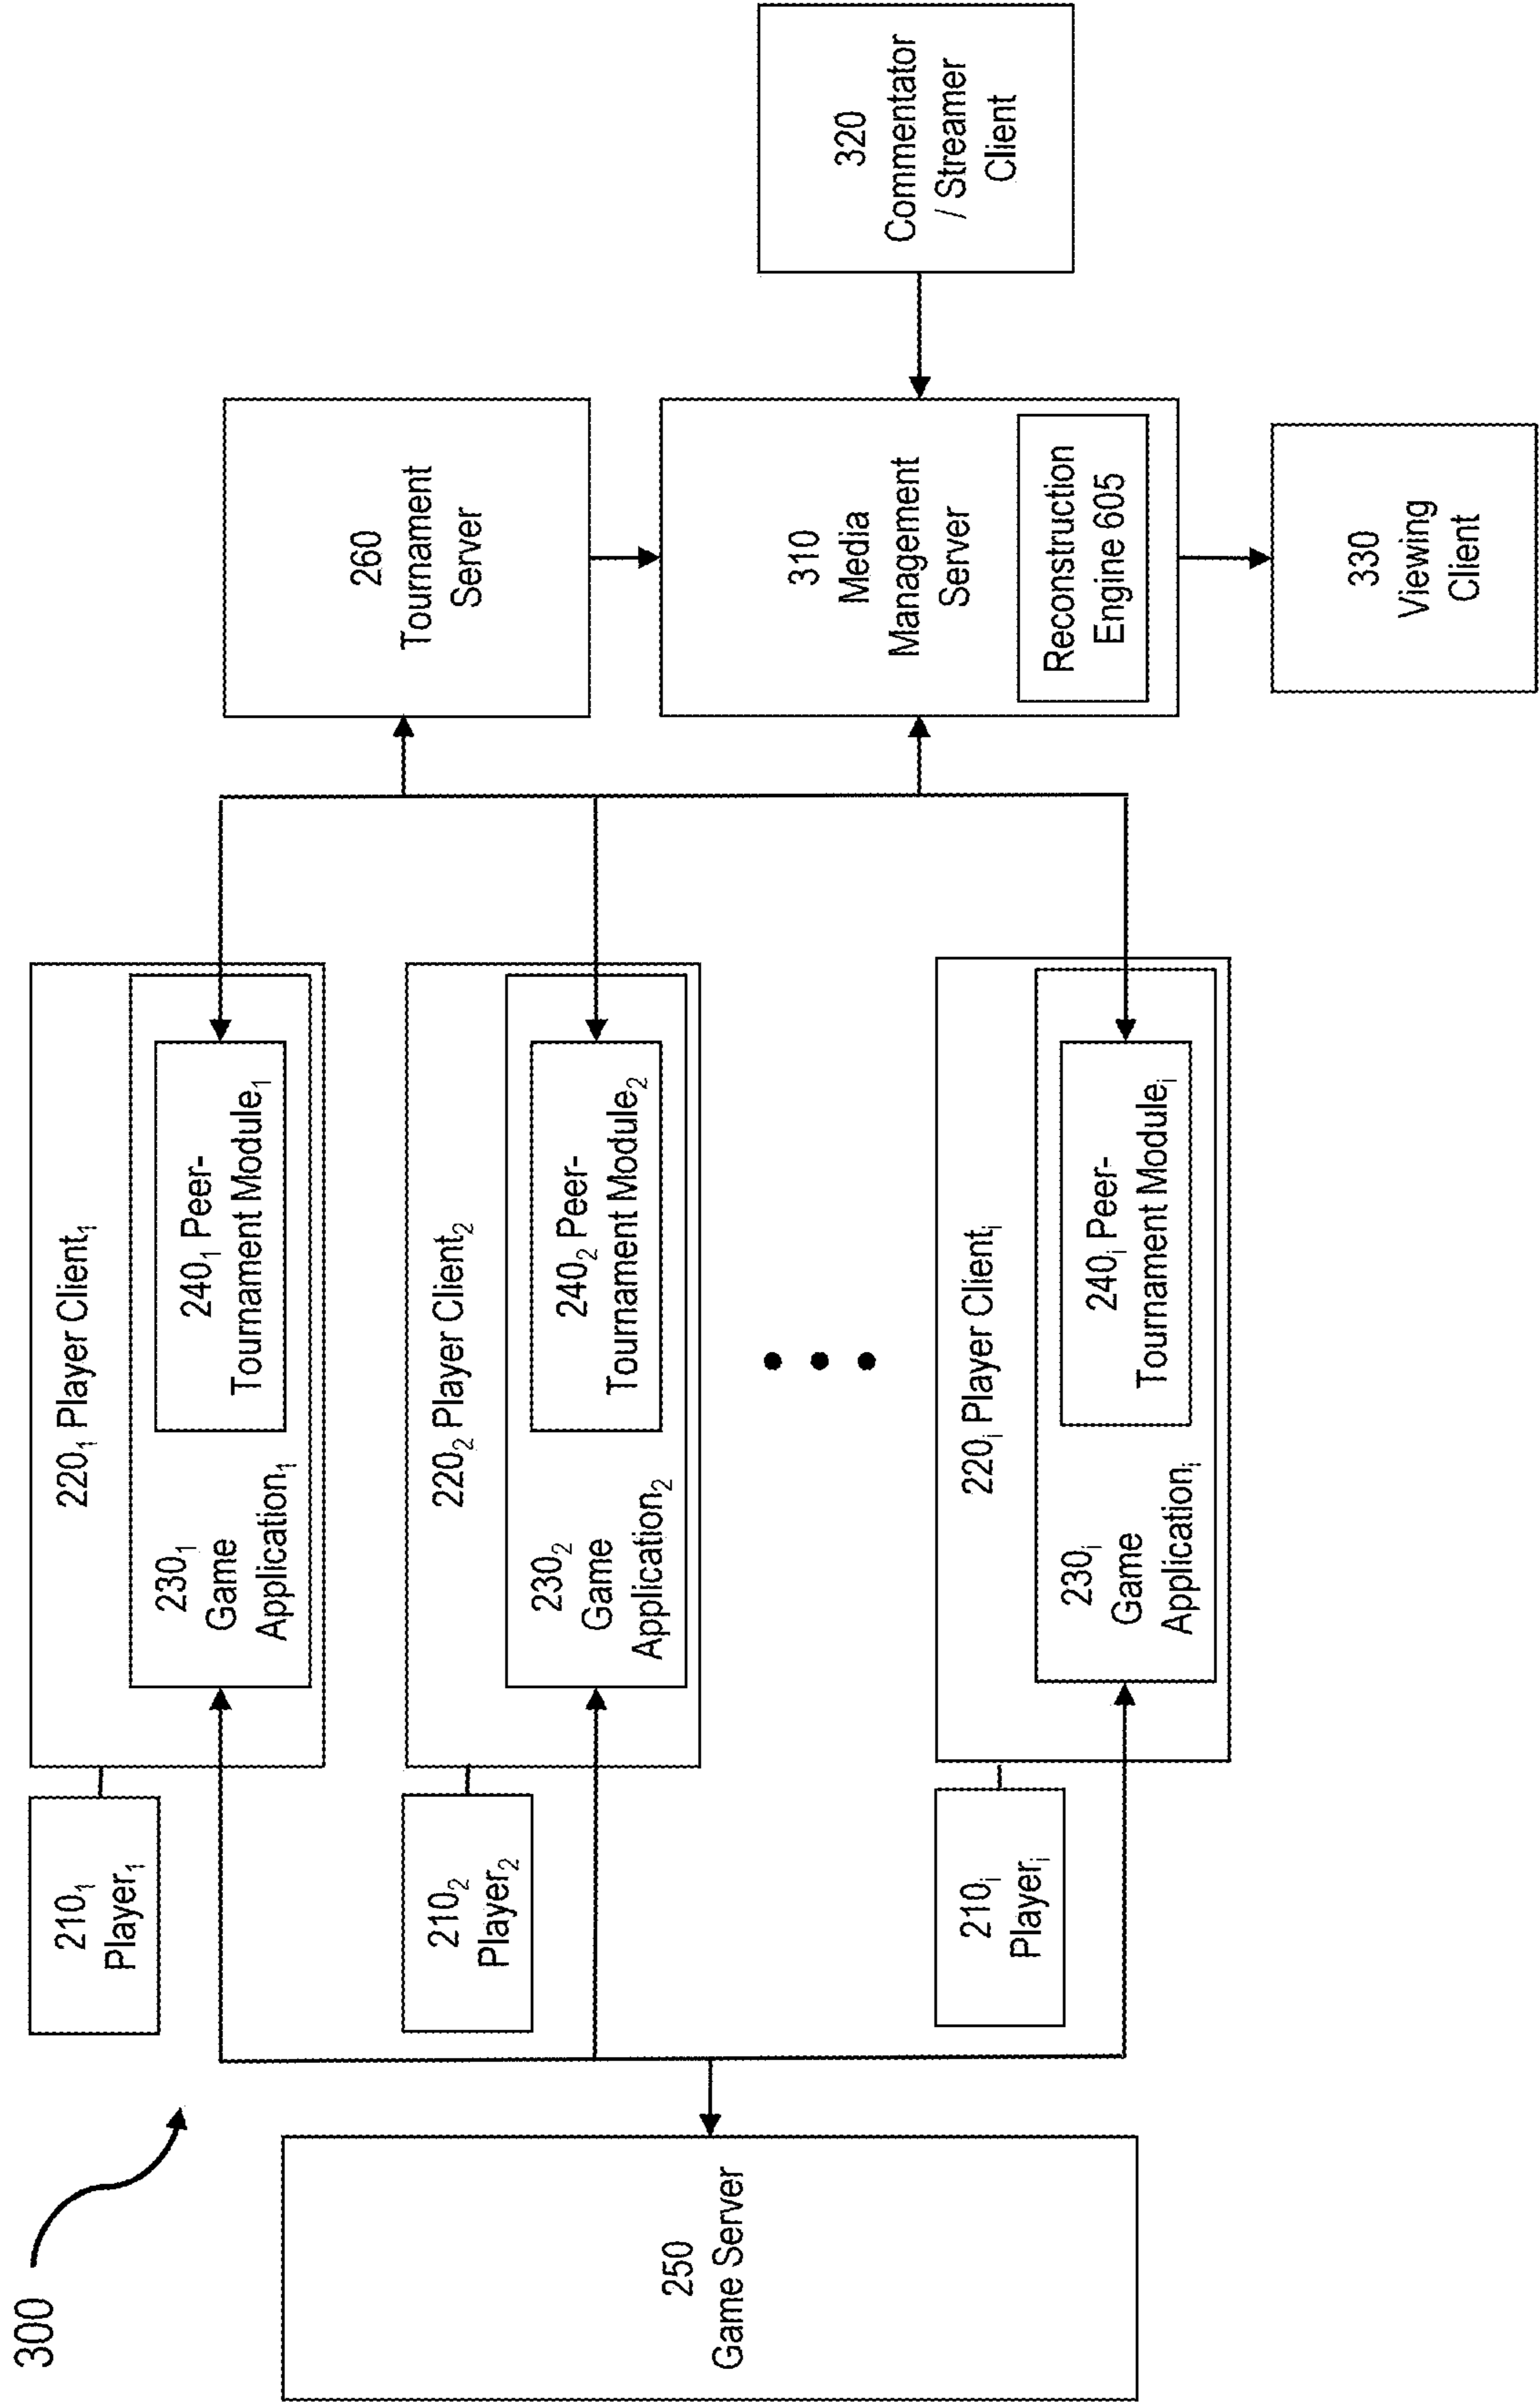 300
250
Game Server
210₁
Player₁
210₂
Player₂
210ᵢ
Playerᵢ
220₁ Player Client₁
230₁
Game
Application₁
240₁ Peer-
Tournament Module₁
220₂ Player Client₂
230₂
Game
Application₂
240₂ Peer-
Tournament Module₂
220ᵢ Player Clientᵢ
230ᵢ
Game
Applicationᵢ
240ᵢ Peer-
Tournament Moduleᵢ
260
Tournament
Server
310
Media
Management
Server
Reconstruction
Engine 605
320
Commentator
/ Streamer
Client
330
Viewing
Client